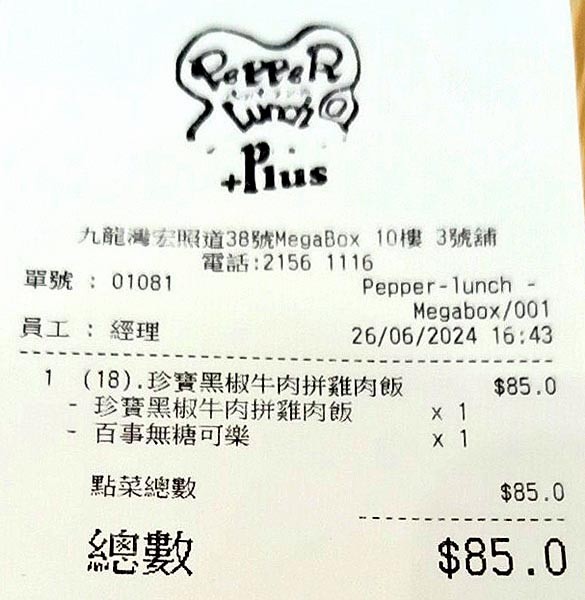 PePPeR
Lunch
+Plus
九龍灣宏照道38號MegaBox 10樓 3號舖
電話:2156 1116
單號 : 01081 Pepper-lunch -
Megabox/001
員工 : 經理 26/06/2024 16:43
1 (18).珍寶黑椒牛肉拼雞肉飯 $85.0
- 珍寶黑椒牛肉拼雞肉飯 x 1
- 百事無糖可樂 x 1
點菜總數 $85.0
總數 $85.0